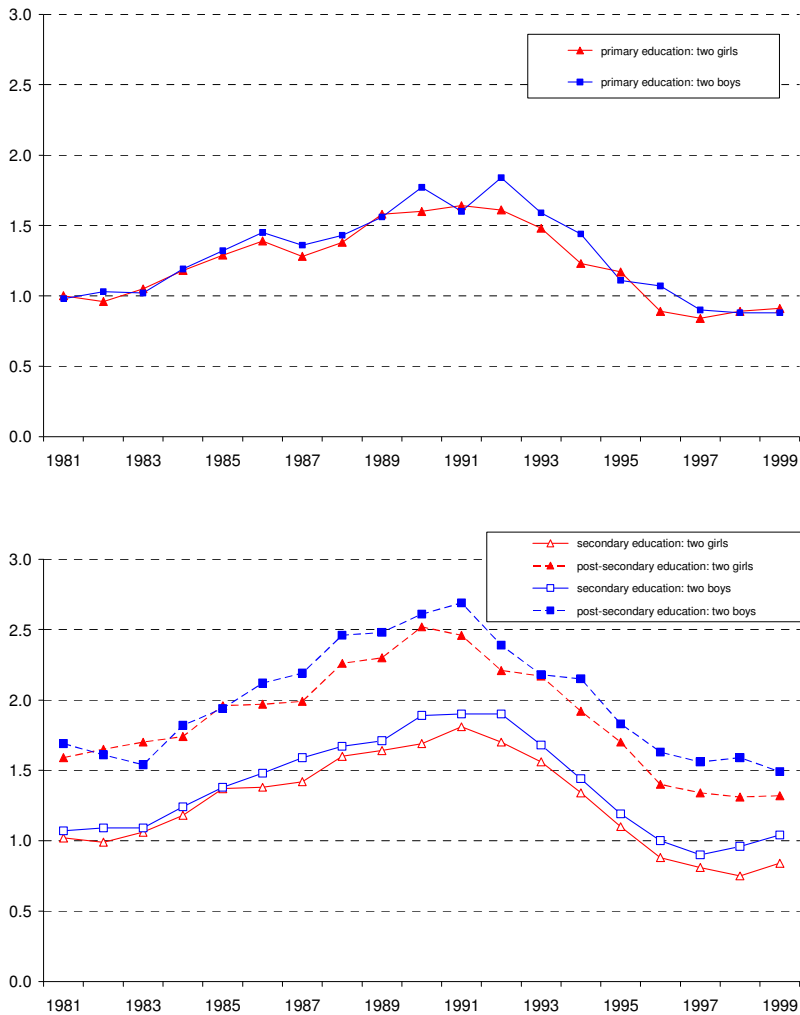 3.0
primary education: two girls
2.5
primary education: two boys
2.0
1.5
1.0
0.5
0.0
1981 1983 1985 1987 1989 1991 1993 1995 1997 1999
secondary education: two girls
3.0
post-secondary education: two girls
secondary education: two boys
post-secondary education: two boys
2.5
2.0
1.5
1.0
0.5
0.0
1981 1983 1985 1987 1989 1991 1993 1995 1997 1999